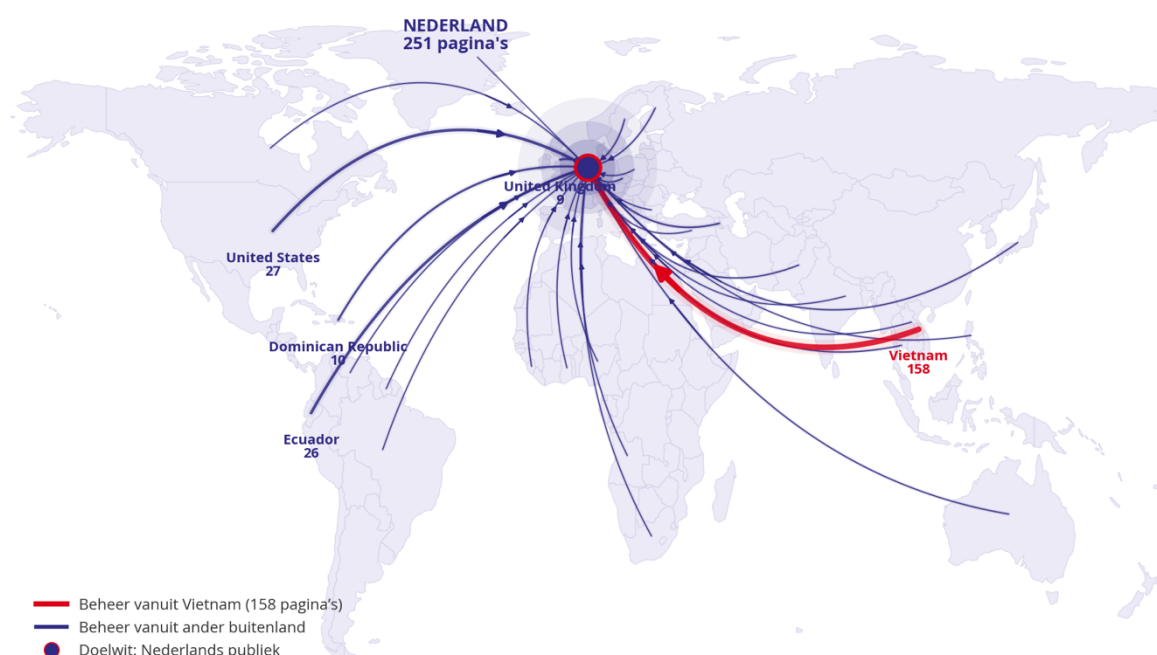 NEDERLAND
251 pagina's
United Kingdom
9
United States
27
Dominican Republic
10
Vietnam
158
Ecuador
26
Beheer vanuit Vietnam (158 pagina's)
Beheer vanuit ander buitenland
Doelwit: Nederlands publiek